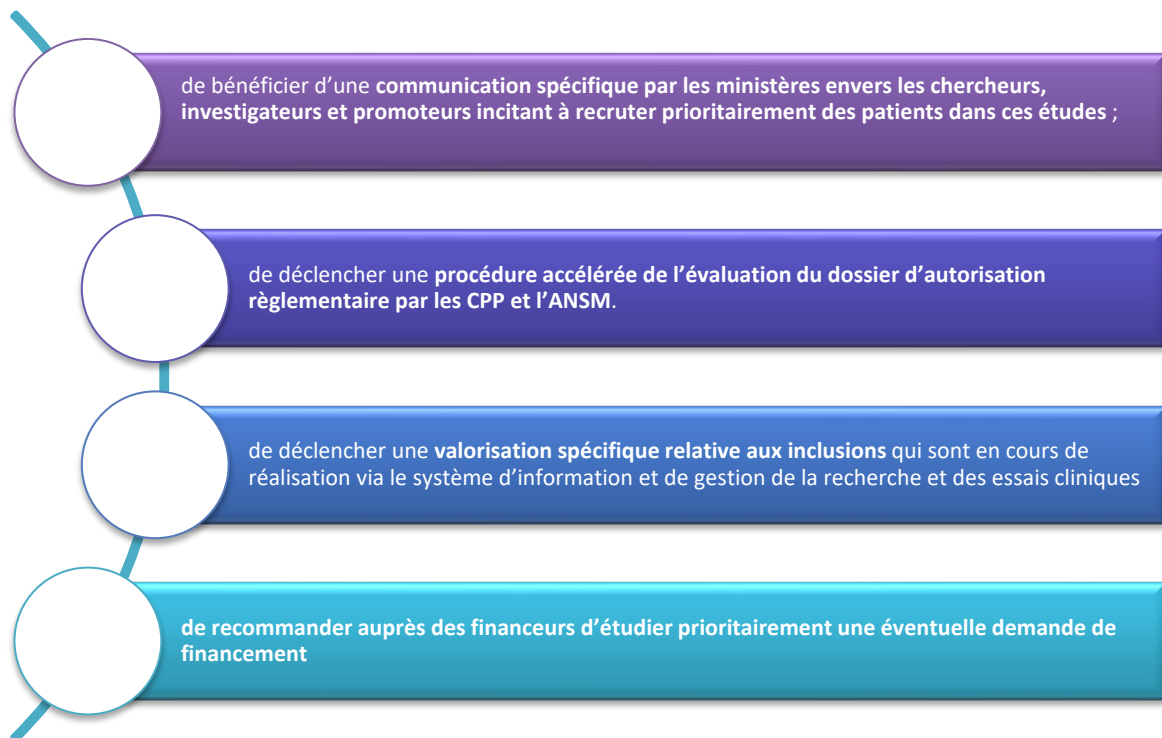 de bénéficier d'une communication spécifique par les ministères envers les chercheurs,
investigateurs et promoteurs incitant à recruter prioritairement des patients dans ces études ;
de déclencher une procédure accélérée de l’évaluation du dossier d’autorisation
règlementaire par les CPP et l’ANSM.
de déclencher une valorisation spécifique relative aux inclusions qui sont en cours de
réalisation via le système d’information et de gestion de la recherche et des essais cliniques
de recommander auprès des financeurs d’étudier prioritairement une éventuelle demande de
financement